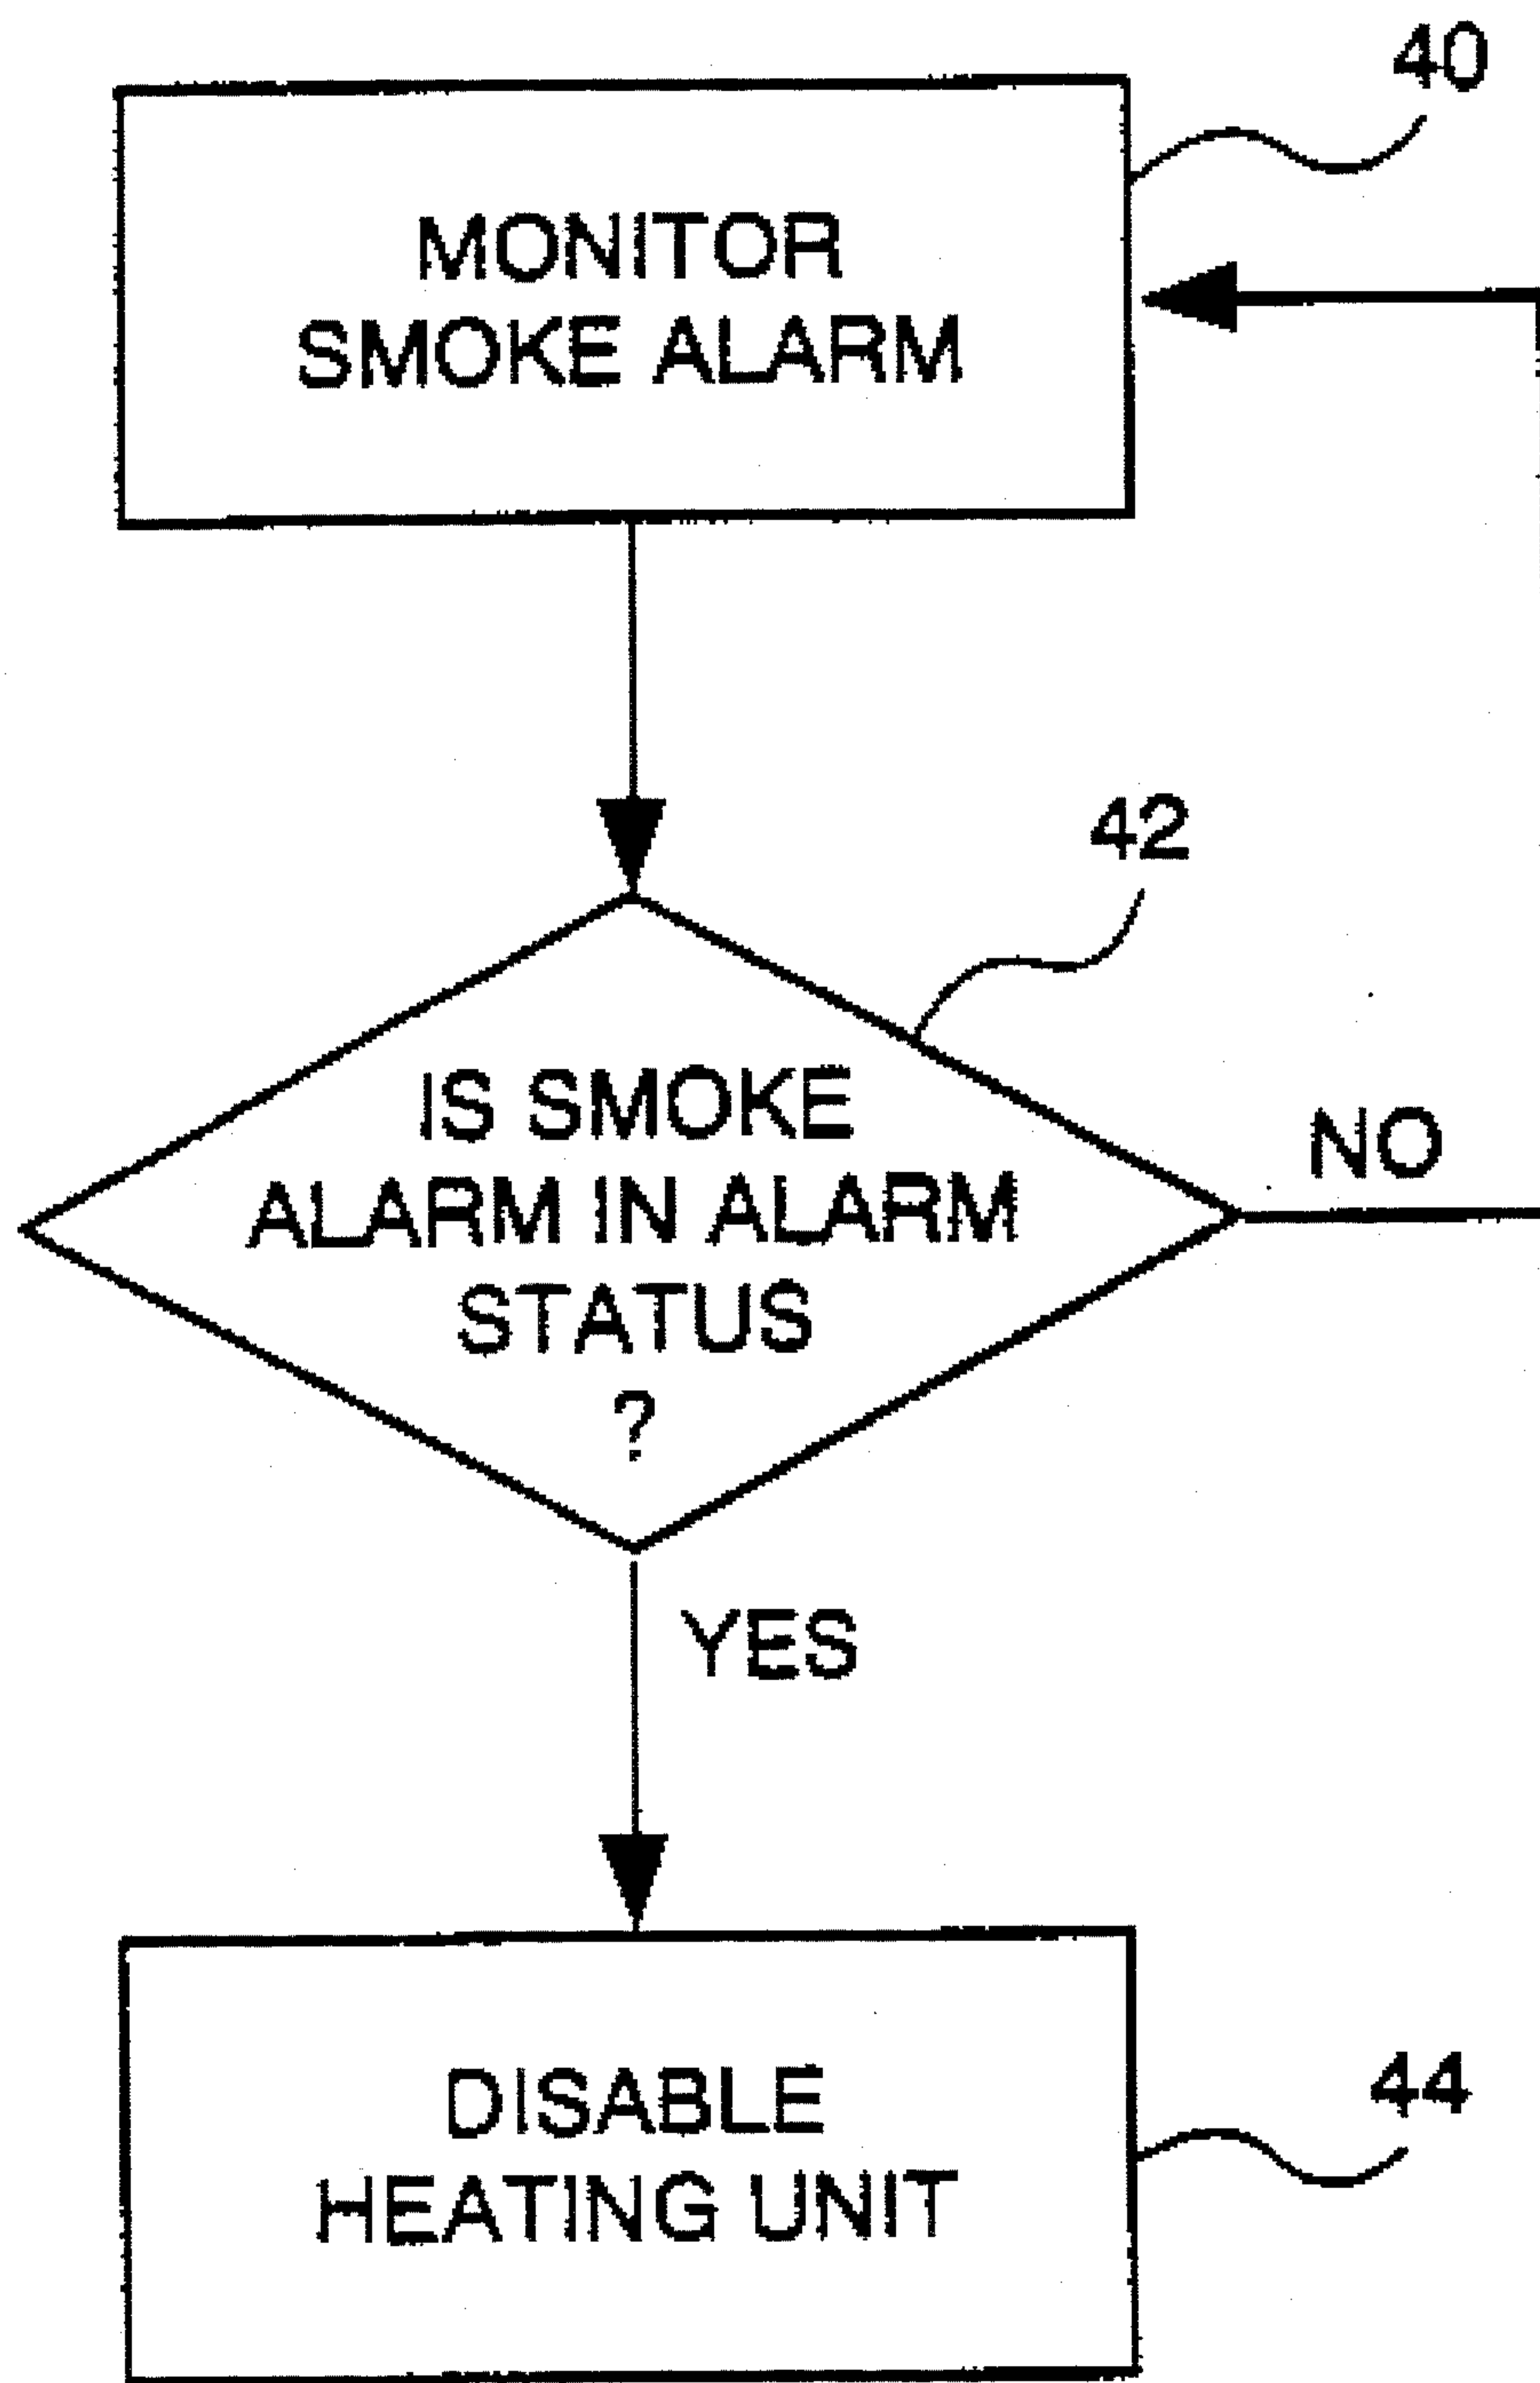 40
MONITOR
SMOKE ALARM
42
IS SMOKE
ALARM IN ALARM
STATUS
?
NO
YES
DISABLE
HEATING UNIT
44